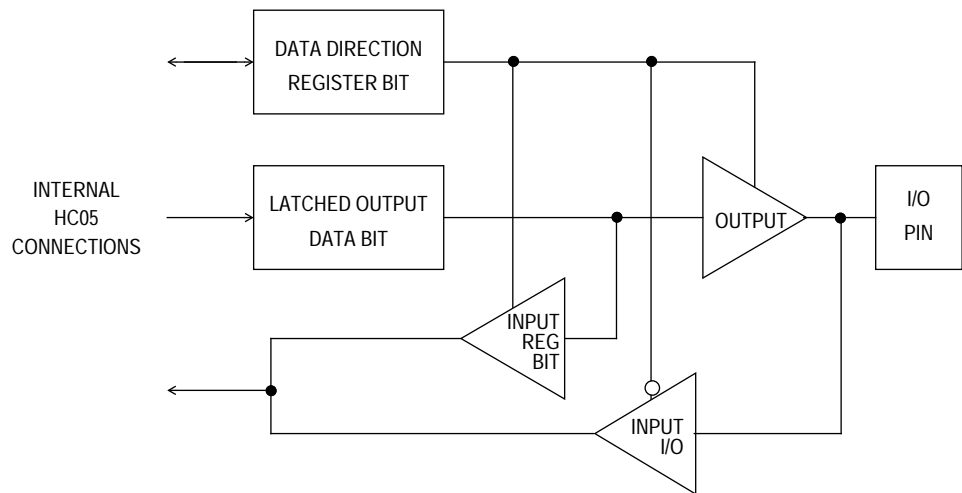 DATA DIRECTION
REGISTER BIT
INTERNAL
HC05
CONNECTIONS
LATCHED OUTPUT
DATA BIT
OUTPUT
I/O
PIN
INPUT
REG
BIT
INPUT
I/O